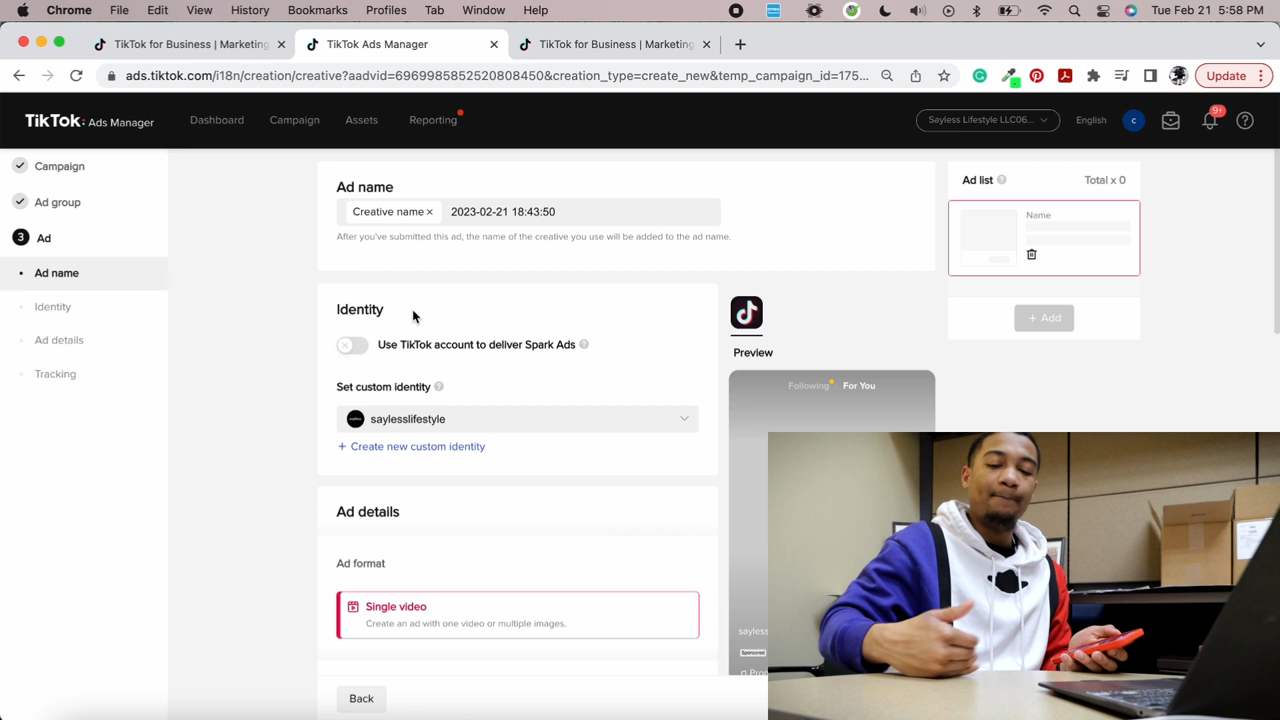 Chrome File Edit View History Bookmarks Profiles Tab Window Help Tue Feb 21 5:58 PM
TikTok for Business | Marketing TikTok Ads Manager TikTok for Business | Marketing
ads.tiktok.com/i18n/creation/creative?aadvid=6969985852520808450&creation_type=create_new&temp_campaign_id=175... Update
TikTok: Ads Manager Dashboard Campaign Assets Reporting Sayless Lifestyle LLC06... English c 9+
Campaign
Ad group
3 Ad
Ad name
Identity
Ad details
Tracking
Ad name
Creative name × 2023-02-21 18:43:50
After you've submitted this ad, the name of the creative you use will be added to the ad name.
Identity
Use TikTok account to deliver Spark Ads
Set custom identity
saylesslifestyle
+ Create new custom identity
Ad details
Ad format
Single video
Create an ad with one video or multiple images.
Back
Preview
Following For You
sayless
Sponsored
Ad list Total x 0
Name
+ Add